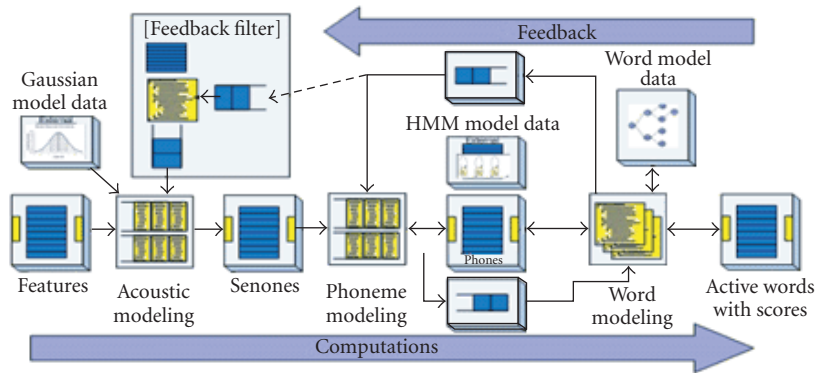 [Feedback filter]
Feedback
Gaussian
model data
Word model
data
HMM model data
Features
Acoustic
modeling
Senones
Phoneme
modeling
Phones
Word
modeling
Active words
with scores
Computations